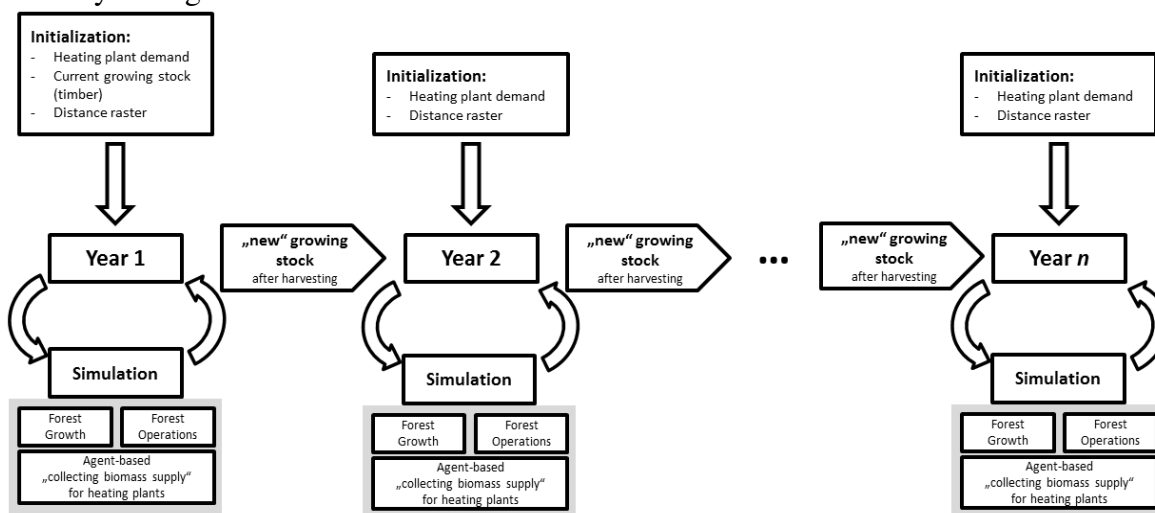 Initialization:
- Heating plant demand
- Current growing stock
(timber)
- Distance raster
Initialization:
- Heating plant demand
- Distance raster
Initialization:
- Heating plant demand
- Distance raster
Year 1
„new“ growing
stock
after harvesting
Year 2
„new“ growing
stock
after harvesting
...
„new“ growing
stock
after harvesting
Year n
Simulation
Forest
Growth
Forest
Operations
Agent-based
„collecting biomass supply“
for heating plants
Simulation
Forest
Growth
Forest
Operations
Agent-based
„collecting biomass supply“
for heating plants
Simulation
Forest
Growth
Forest
Operations
Agent-based
„collecting biomass supply“
for heating plants